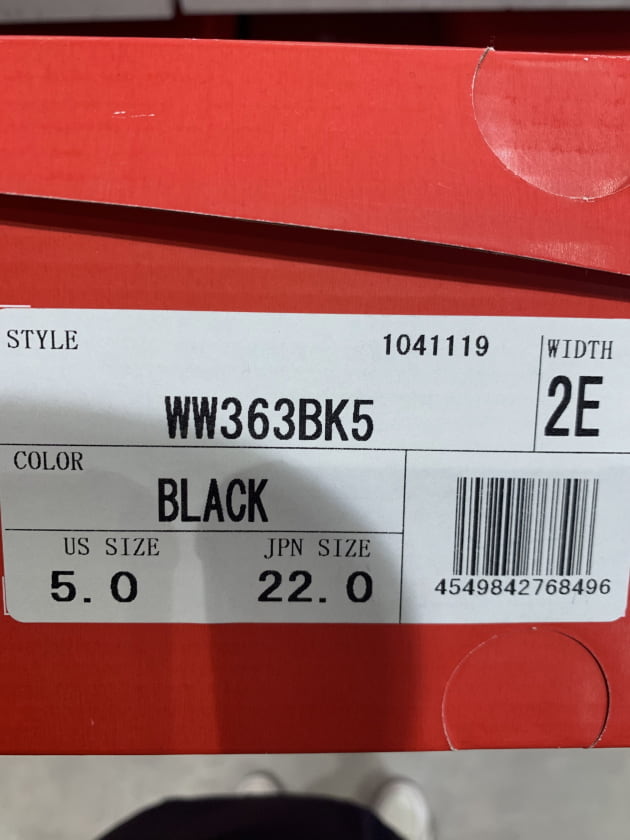 STYLE
1041119
WIDTH
WW363BK5
2E
COLOR
BLACK
US SIZE
JPN SIZE
5.0
22.0
4549842768496